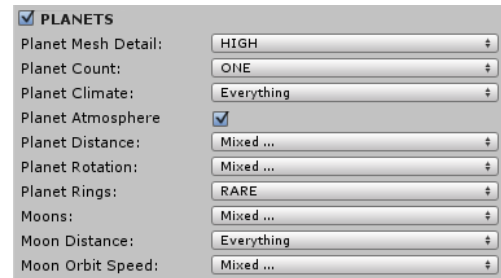 PLANETS
Planet Mesh Detail: HIGH
Planet Count: ONE
Planet Climate: Everything
Planet Atmosphere
Planet Distance: Mixed ...
Planet Rotation: Mixed ...
Planet Rings: RARE
Moons: Mixed ...
Moon Distance: Everything
Moon Orbit Speed: Mixed ...